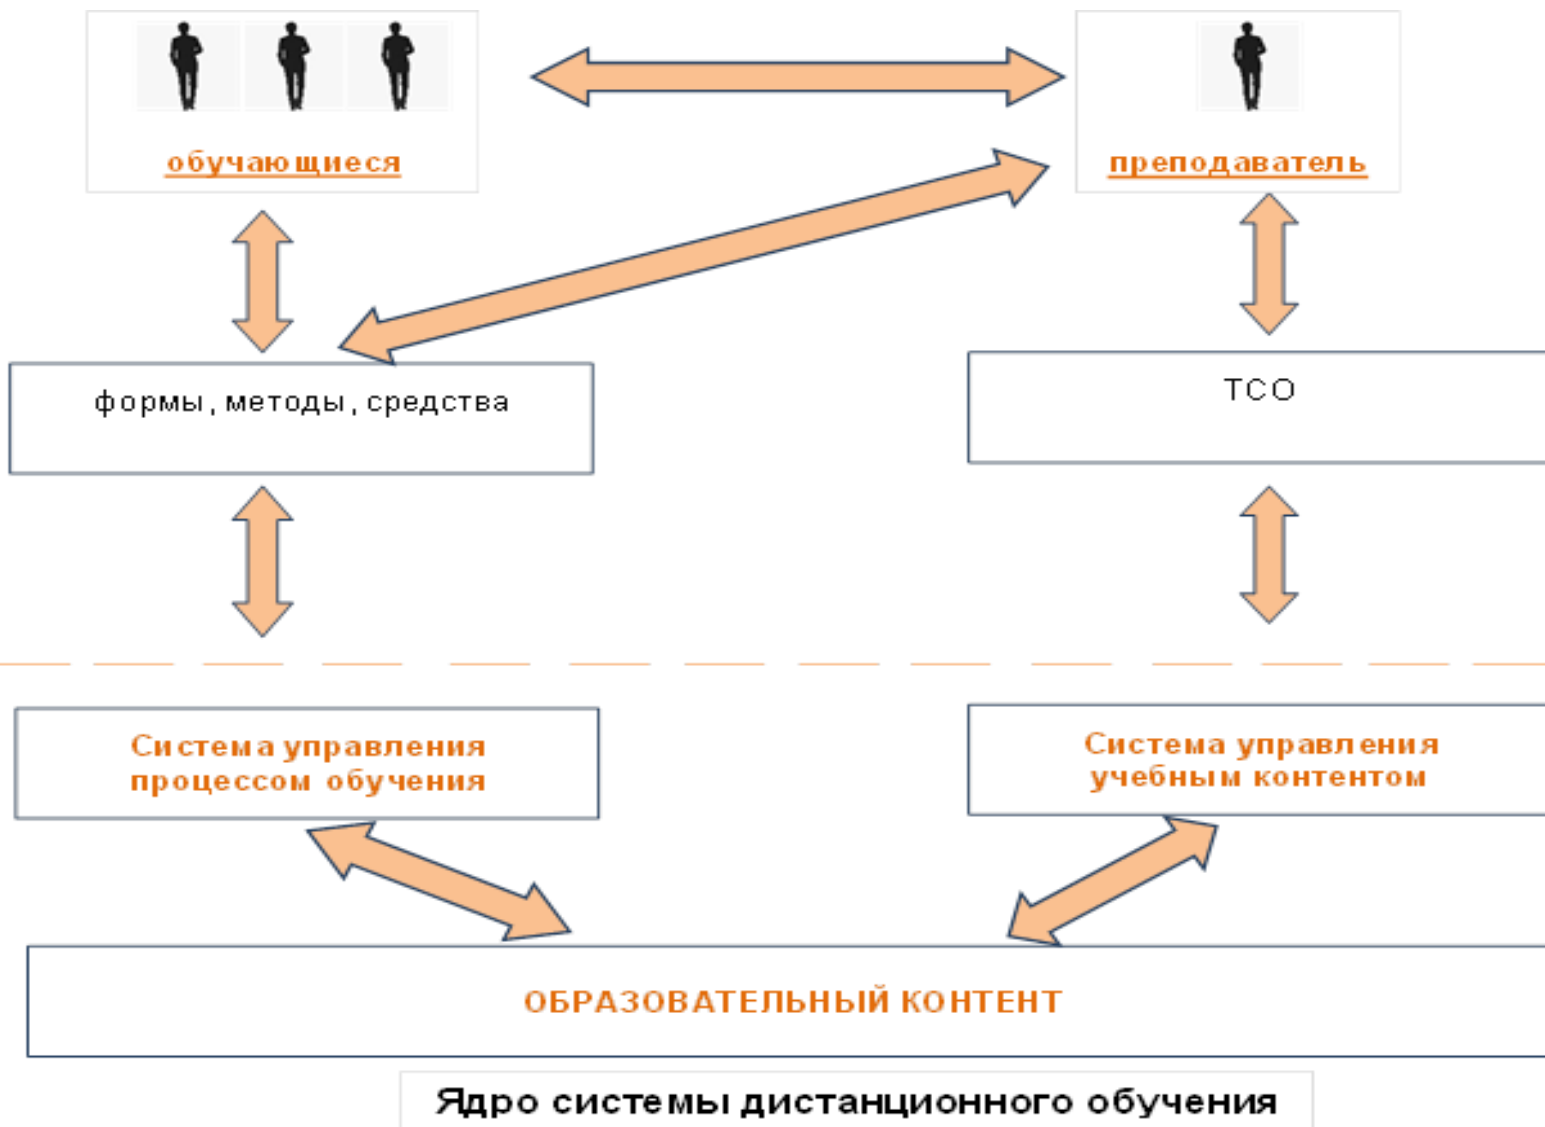 обучающиеся
преподаватель
формы, методы, средства
ТСО
Система управления
процессом обучения
Система управления
учебным контентом
ОБРАЗОВАТЕЛЬНЫЙ КОНТЕНТ
Ядро системы дистанционного обучения